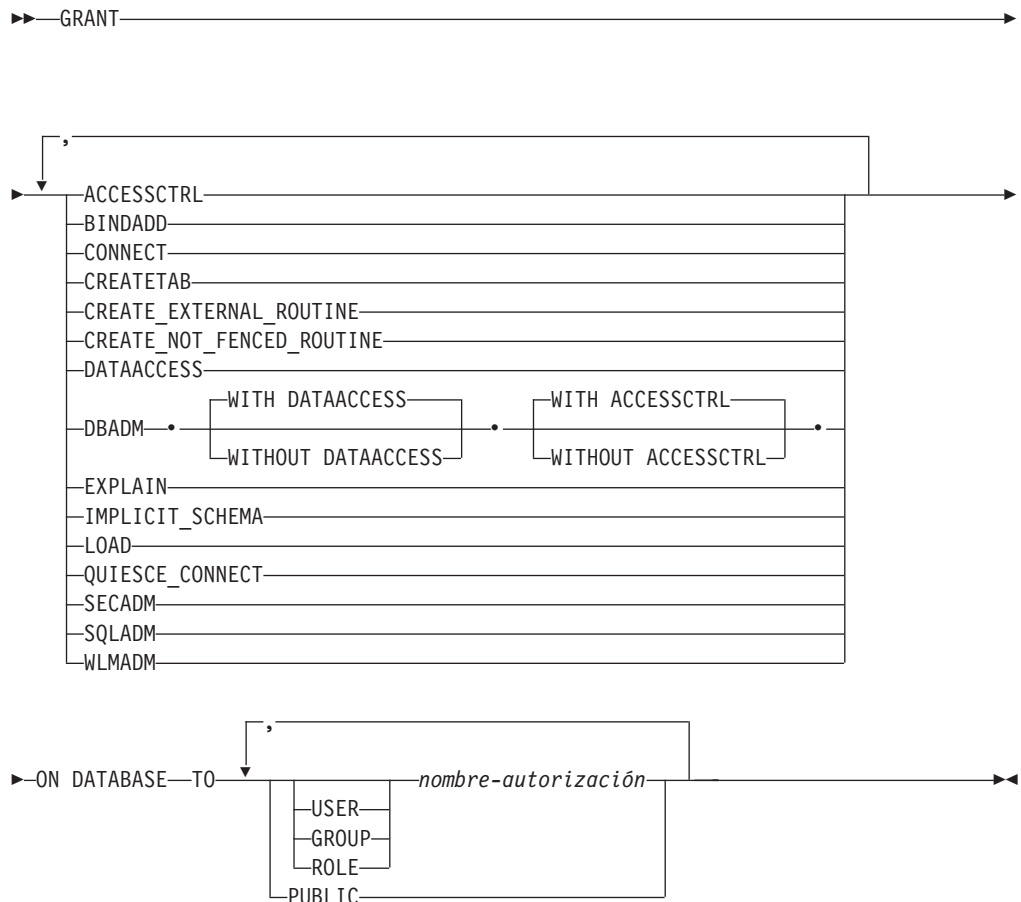 GRANT
,
ACCESSCTRL
BINDADD
CONNECT
CREATETAB
CREATE_EXTERNAL_ROUTINE
CREATE_NOT_FENCED_ROUTINE
DATAACCESS
WITH DATAACCESS WITH ACCESSCTRL
DBADM
WITHOUT DATAACCESS WITHOUT ACCESSCTRL
EXPLAIN
IMPLICIT_SCHEMA
LOAD
QUIESCE_CONNECT
SECADM
SQLADM
WLMADM
,
ON DATABASE TO nombre-autorización
USER
GROUP
ROLE
PUBLIC